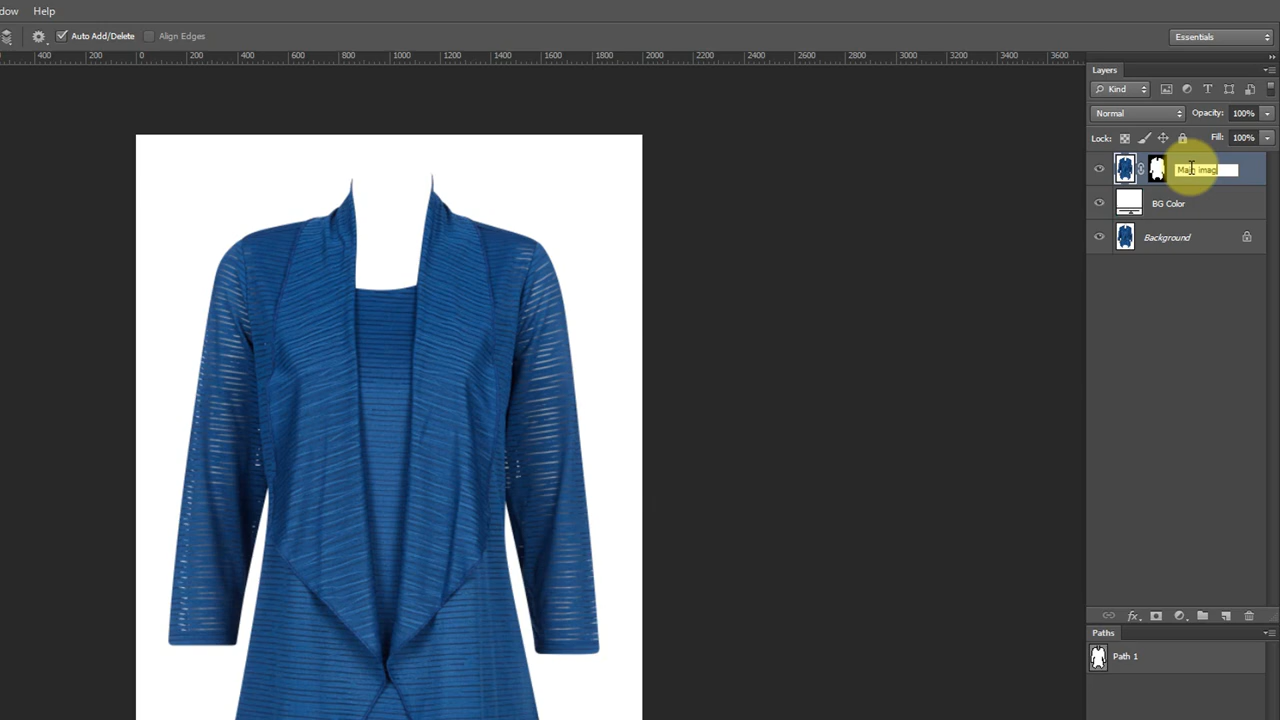 ow Help
Auto Add/Delete Align Edges Essentials
400 200 0 400 600 800 1000 1200 1400 1600 1800 2000 2200 2400 2600 2800 3000 3200 3400 3600
Layers
Kind
Normal Opacity: 100%
Lock: Fill: 100%
Main imag
BG Color
Background
fx
Paths
Path 1